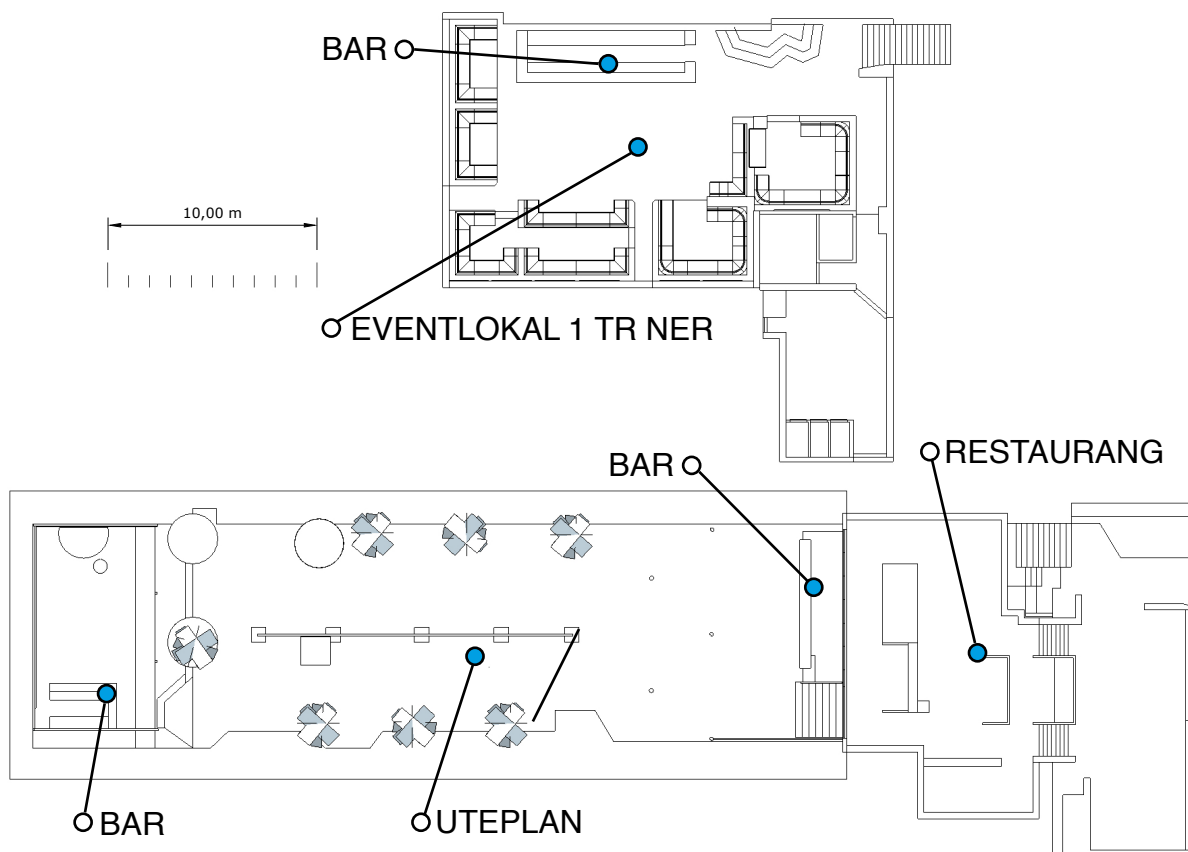 BAR
10,00 m
EVENTLOKAL 1 TR NER
BAR
RESTAURANG
BAR
UTEPLAN